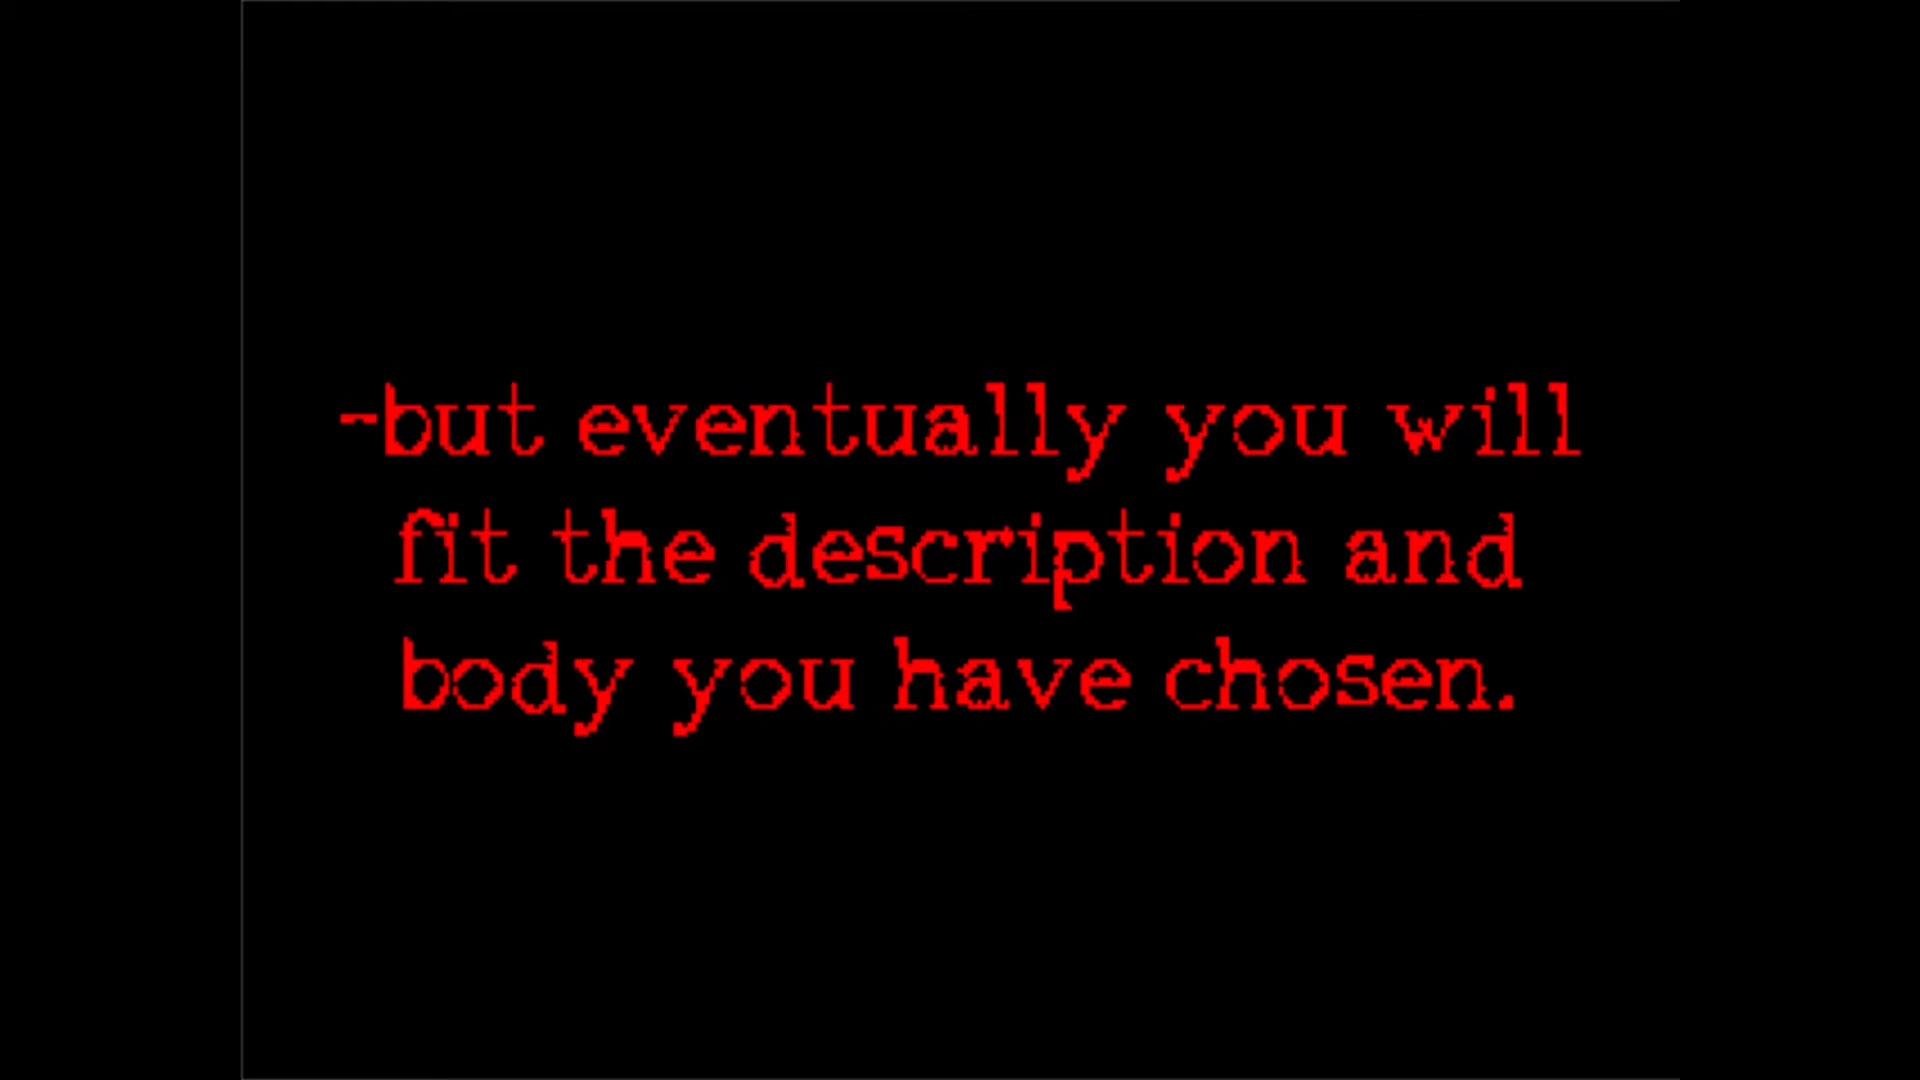 -but eventually you will
fit the description and
body you have chosen.